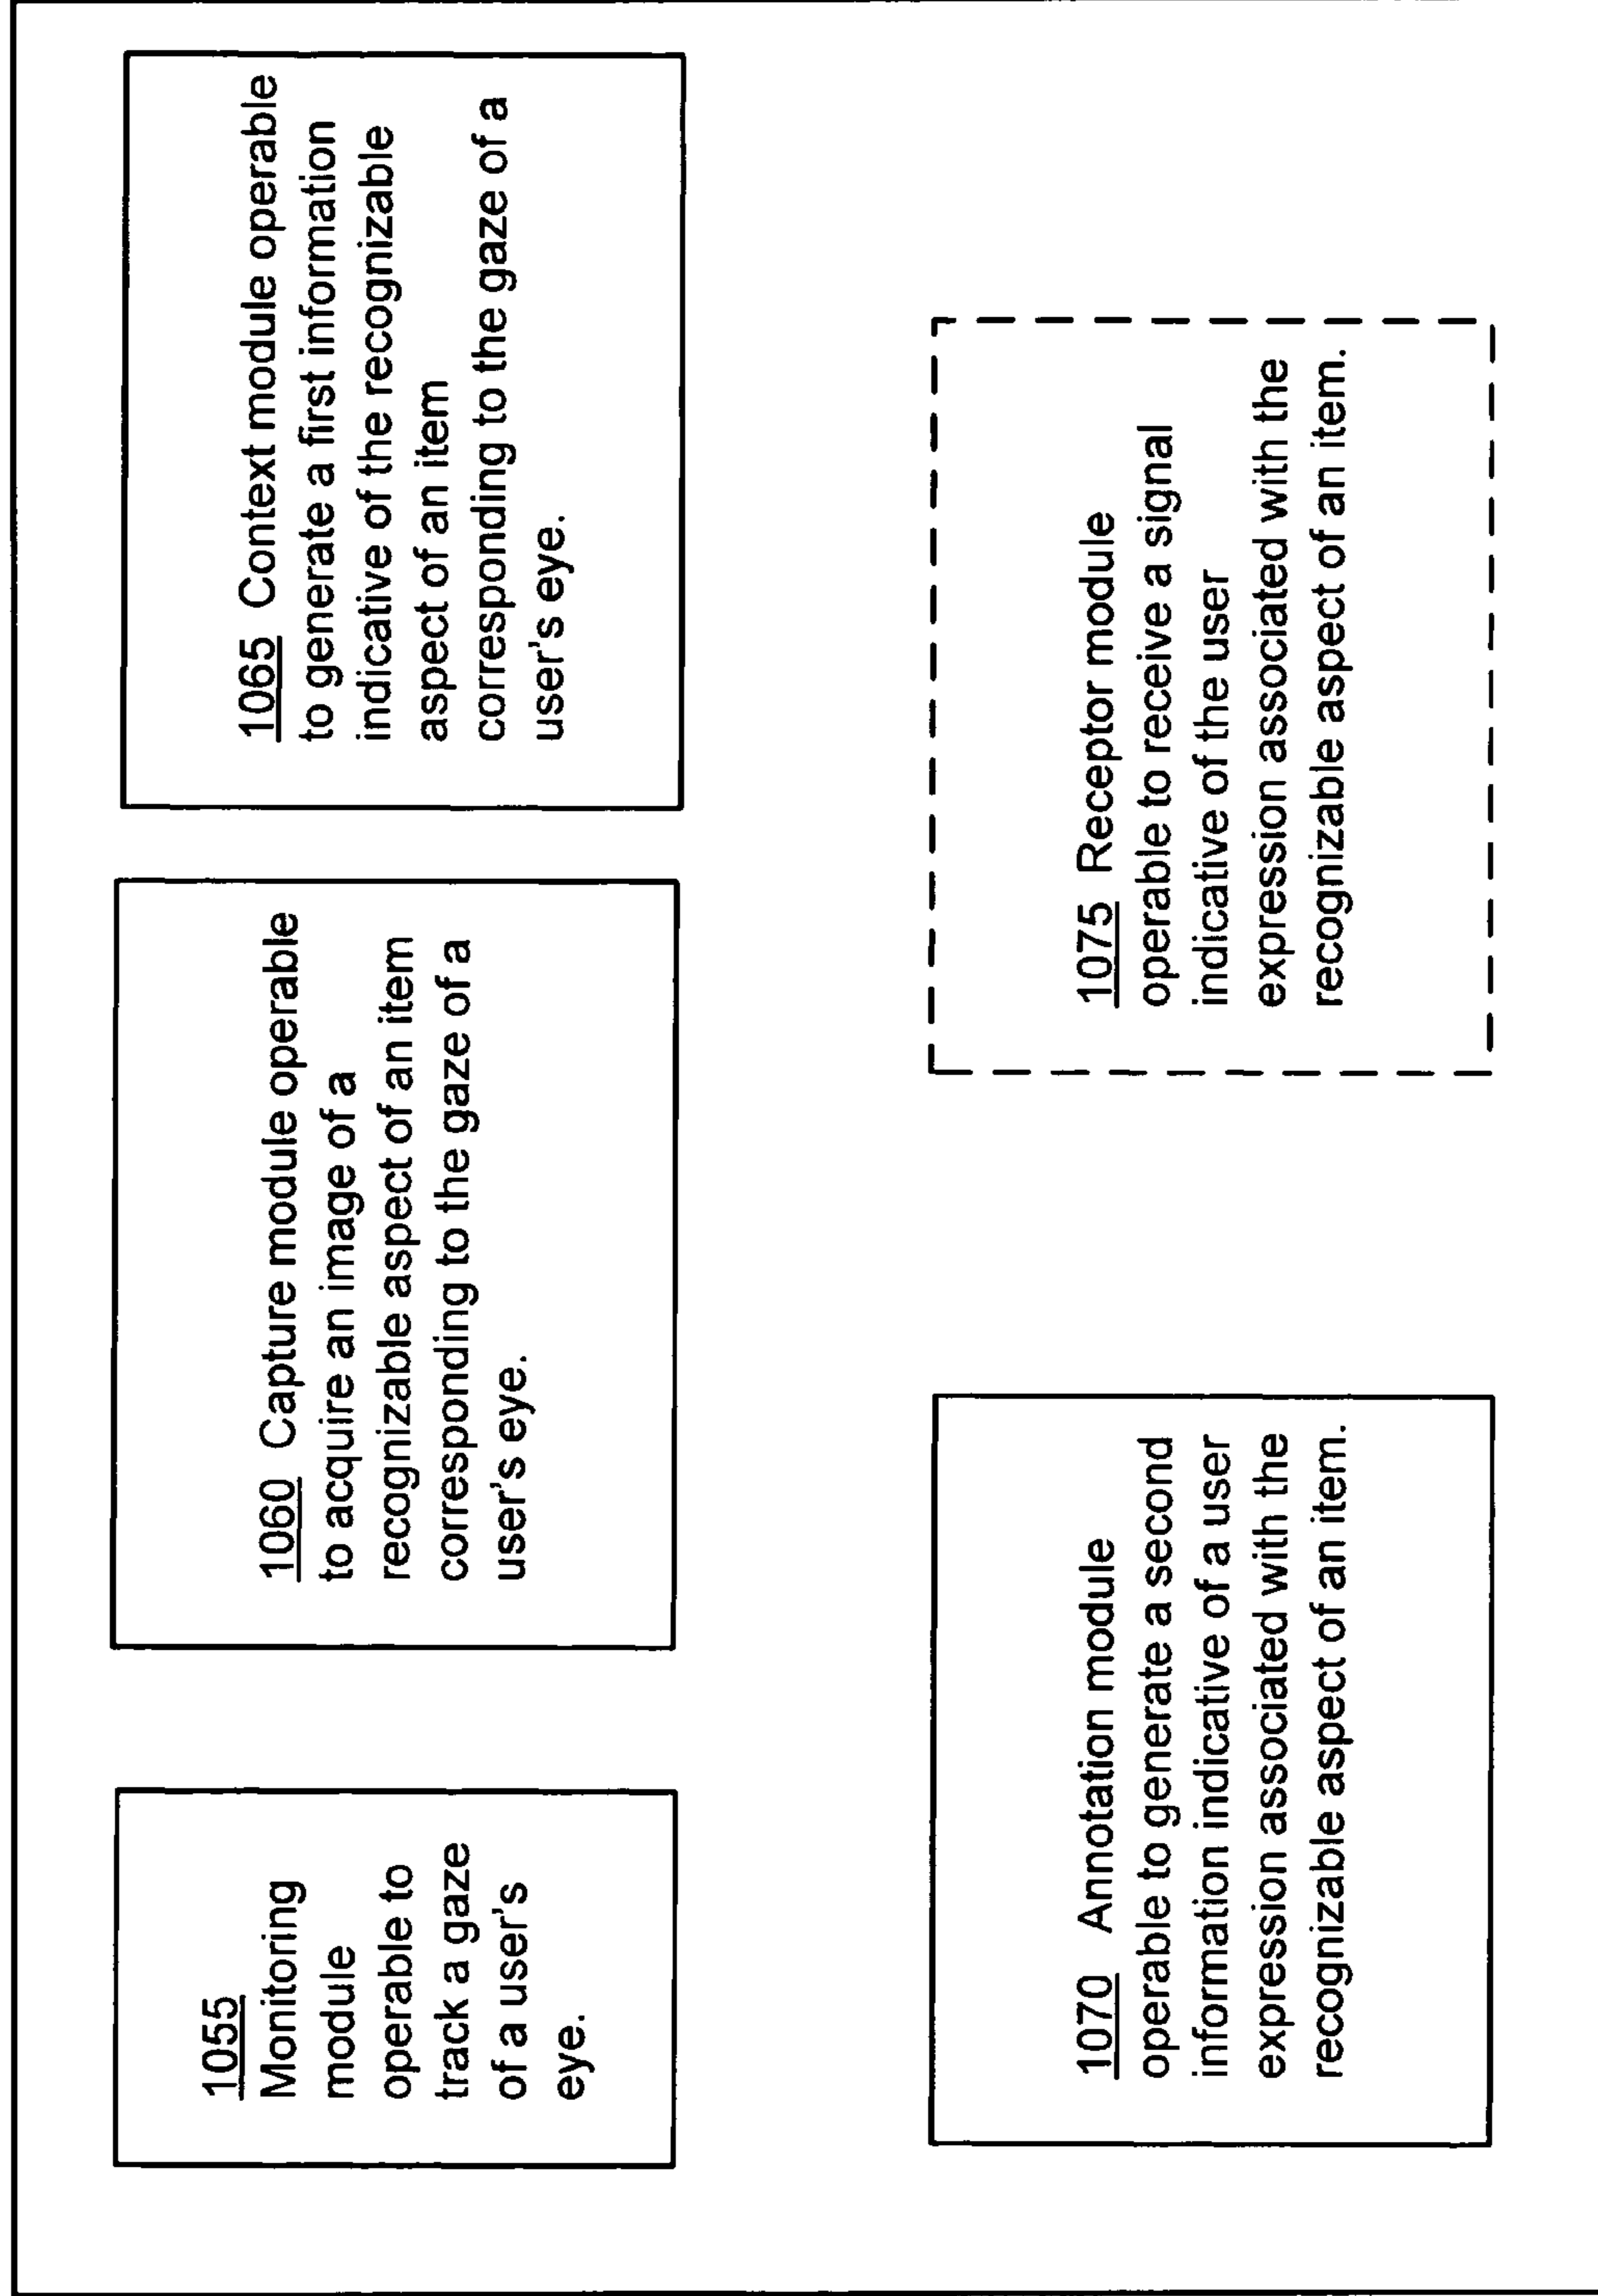 1055
Monitoring
module
operable to
track a gaze
of a user's
eye.
1060 Capture module operable
to acquire an image of a
recognizable aspect of an item
corresponding to the gaze of a
user's eye.
1065 Context module operable
to generate a first information
indicative of the recognizable
aspect of an item
corresponding to the gaze of a
user's eye.
1070 Annotation module
operable to generate a second
information indicative of a user
expression associated with the
recognizable aspect of an item.
1075 Receptor module
operable to receive a signal
indicative of the user
expression associated with the
recognizable aspect of an item.